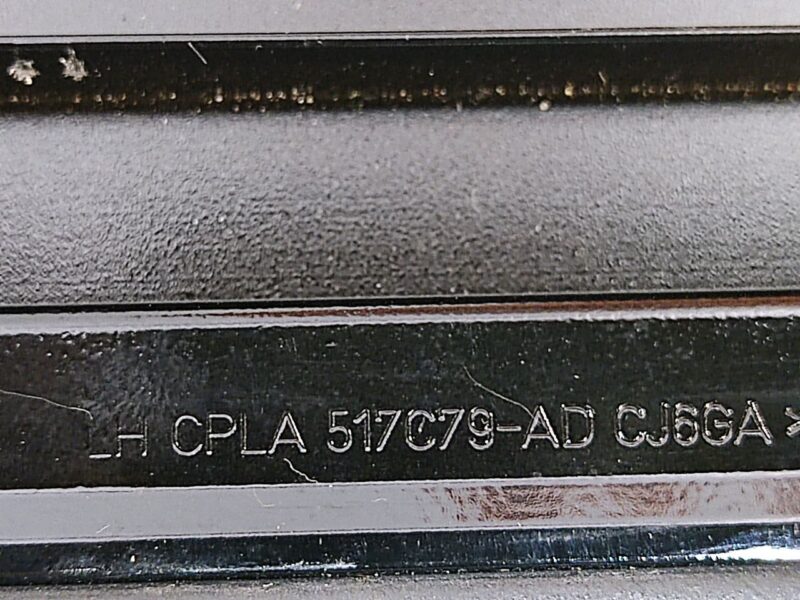 LH CPLA 517C79-AD CJ6GA >